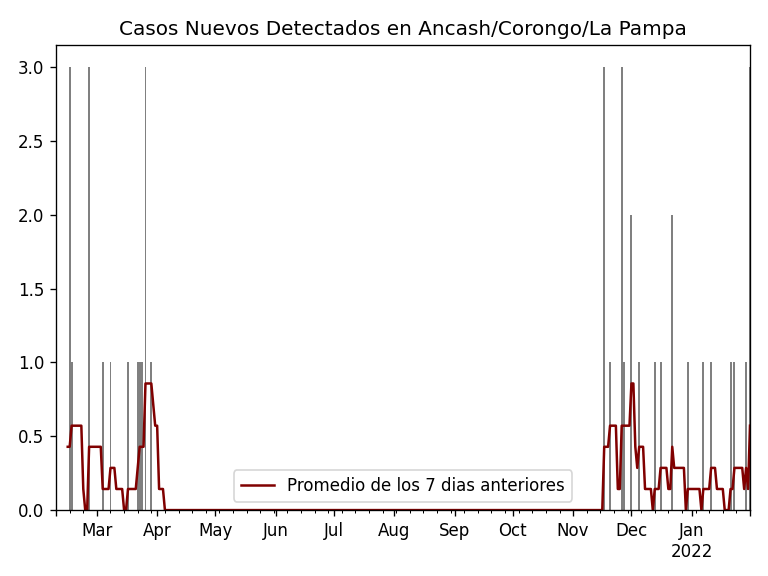 Casos Nuevos Detectados en Ancash/Corongo/La Pampa
3.0
2.5
2.0
1.5
1.0
0.5
0.0
Promedio de los 7 dias anteriores
Mar Apr May Jun Jul Aug Sep Oct Nov Dec Jan
2022